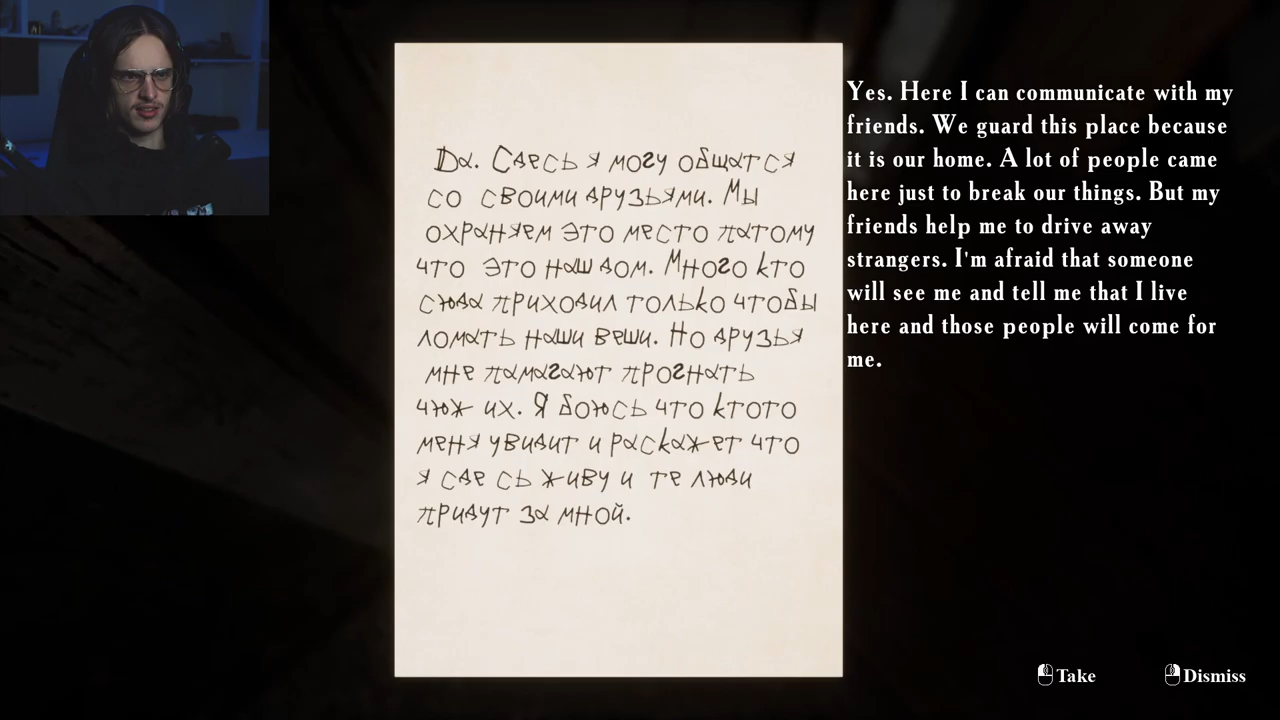 Да. Сдесь я могу общатся
со своими друзьями. Мы
охраняем это место патому
что это наш дом. Много кто
сюда приходил только чтобы
ломать наши веши. Но друзья
мне памагают прогнать
чюж их. Я боюсь что ктото
меня увидит и раскажет что
я сде сь живу и те люди
придут за мной.
Yes. Here I can communicate with my
friends. We guard this place because
it is our home. A lot of people came
here just to break our things. But my
friends help me to drive away
strangers. I'm afraid that someone
will see me and tell me that I live
here and those people will come for
me.
Take
Dismiss